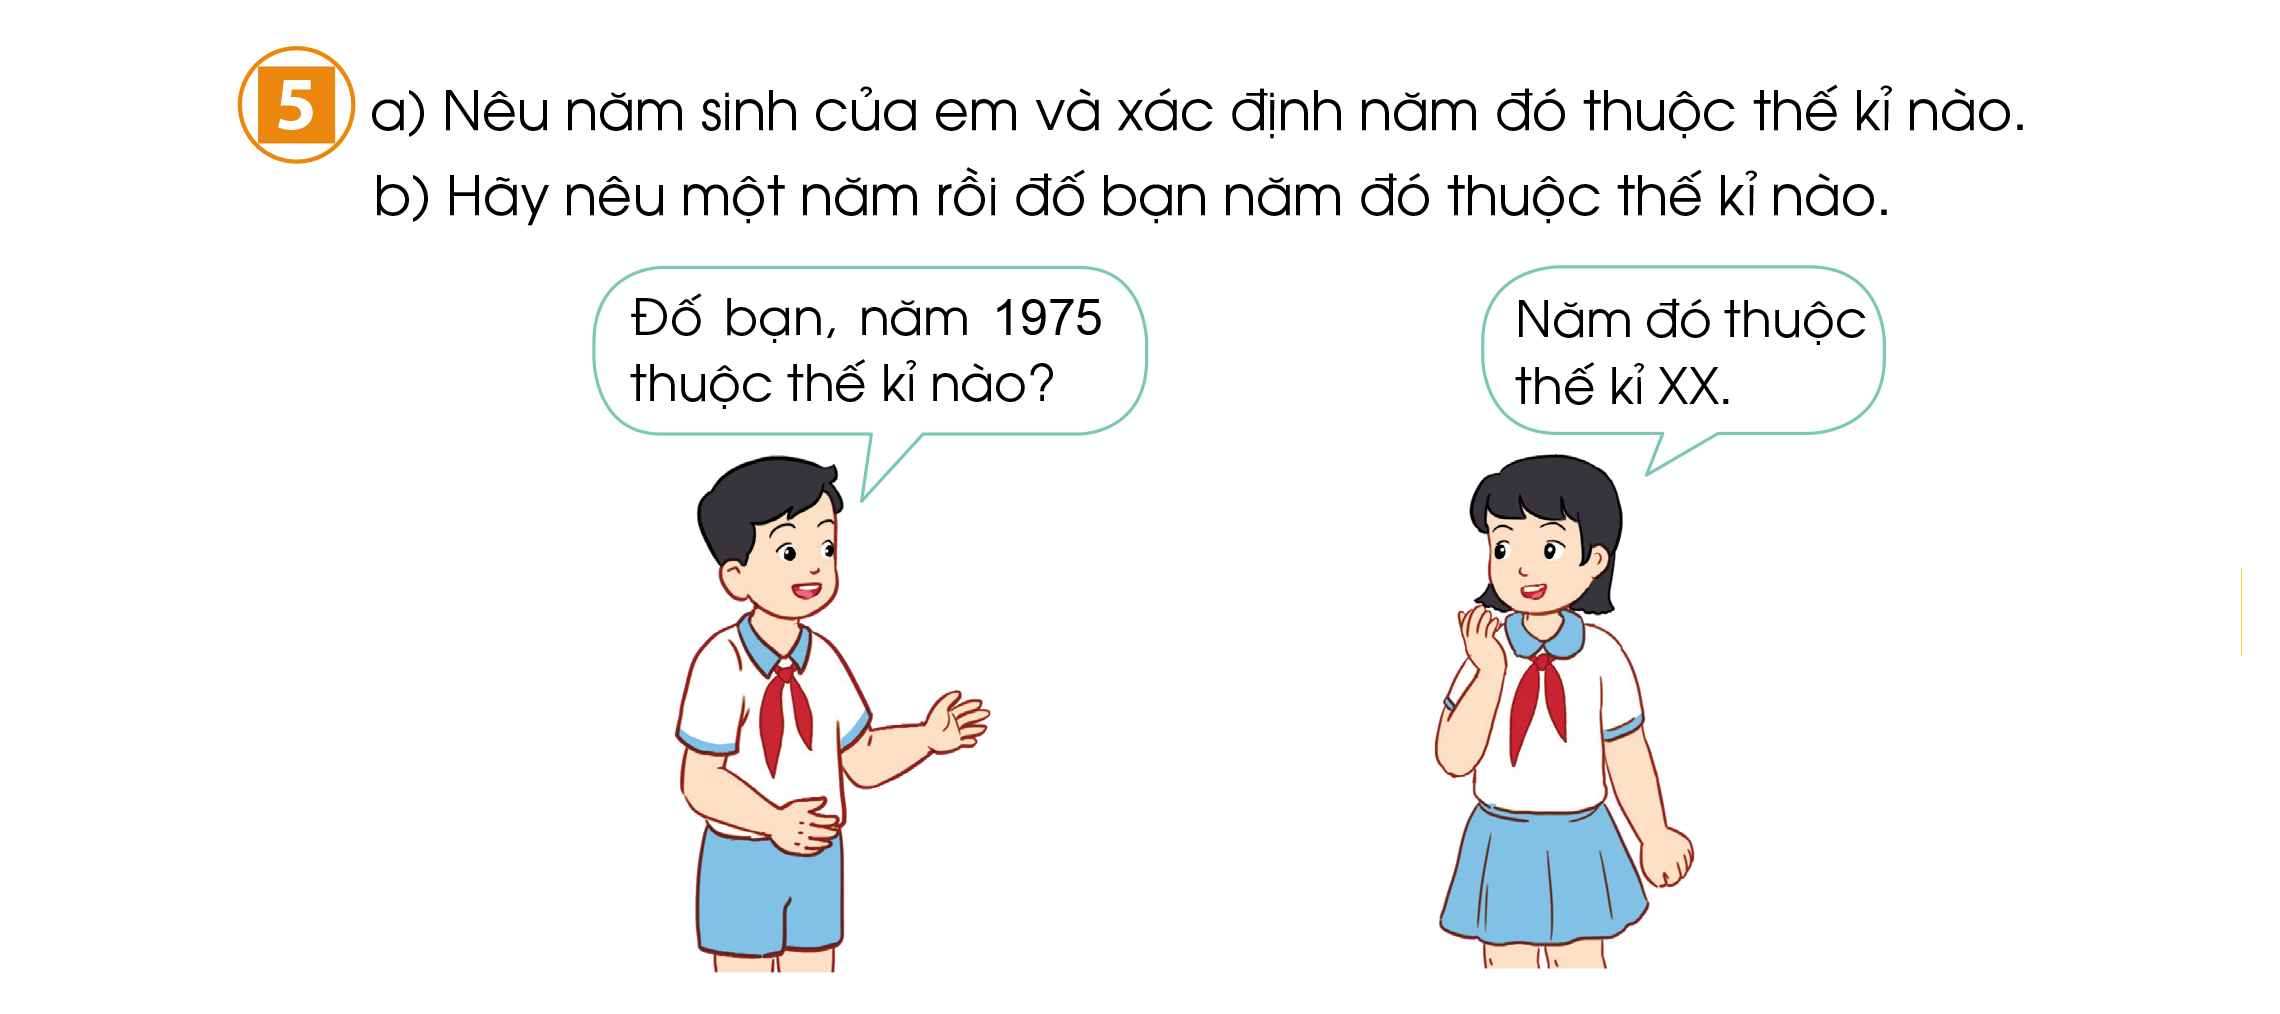 5 a) Nêu năm sinh của em và xác định năm đó thuộc thế kỉ nào.
b) Hãy nêu một năm rồi đố bạn năm đó thuộc thế kỉ nào.
Đố bạn, năm 1975
thuộc thế kỉ nào?
Năm đó thuộc
thế kỉ XX.